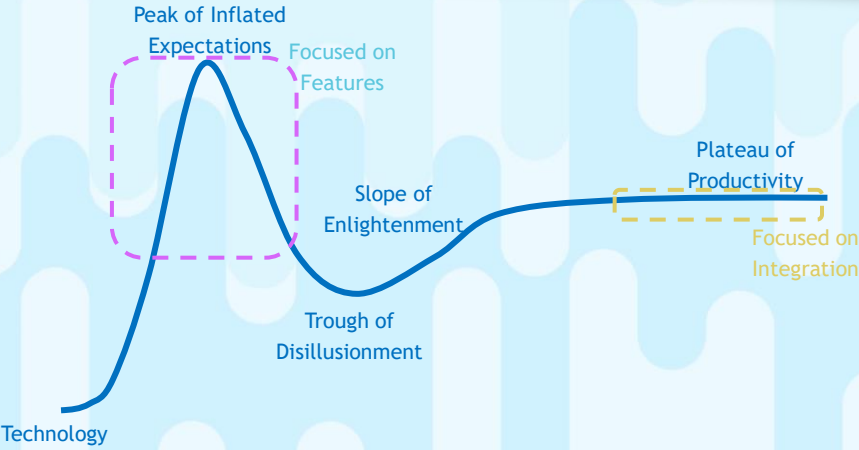 Peak of Inflated
Expectations
Focused on
Features
Plateau of
Productivity
Slope of
Enlightenment
Focused on
Integration
Trough of
Disillusionment
Technology